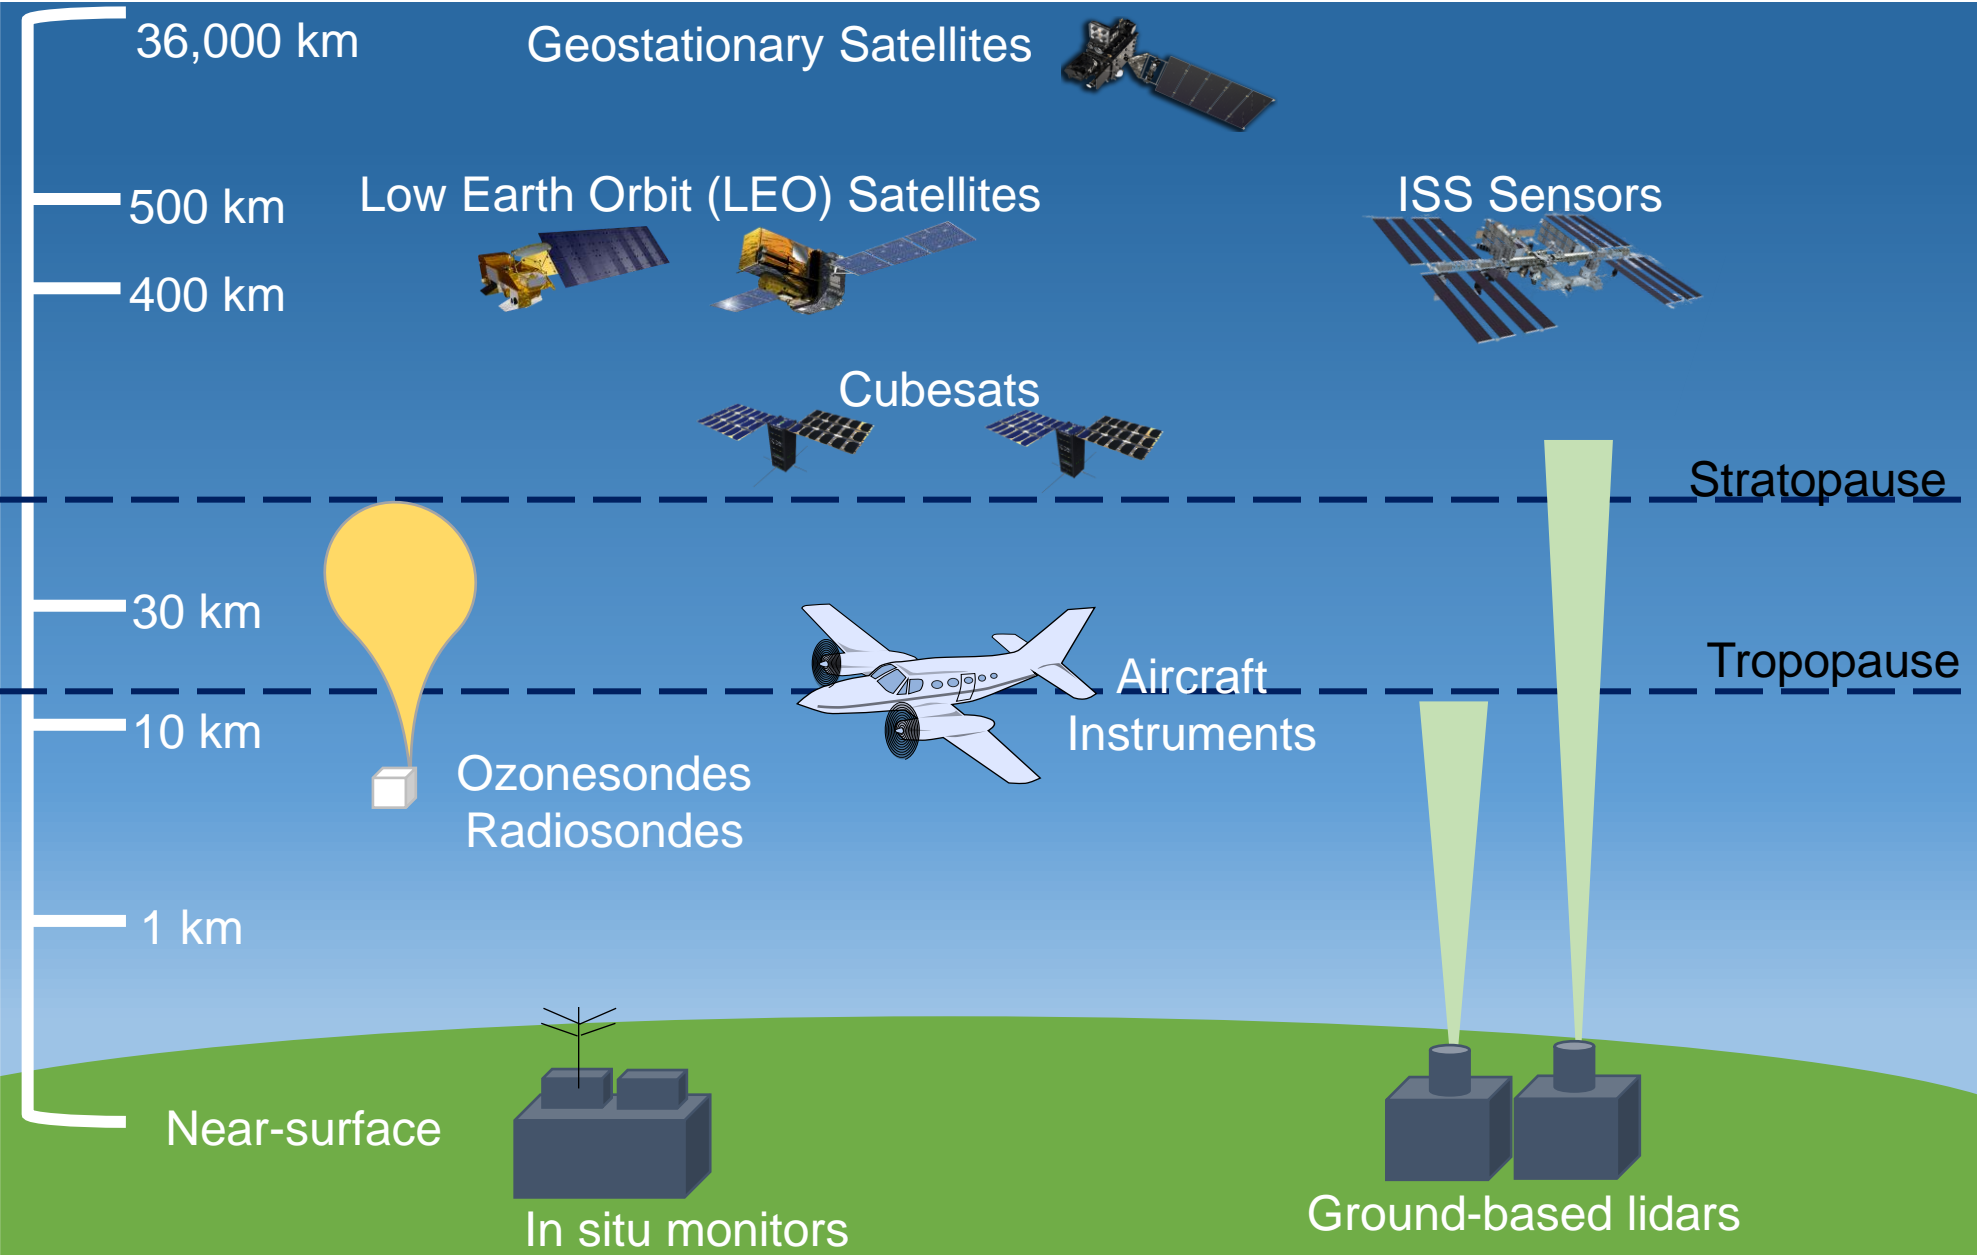 36,000 km
Geostationary Satellites
500 km
Low Earth Orbit (LEO) Satellites
ISS Sensors
400 km
Cubesats
Stratopause
30 km
Tropopause
Aircraft
Instruments
10 km
Ozonesondes
Radiosondes
1 km
Near-surface
In situ monitors
Ground-based lidars